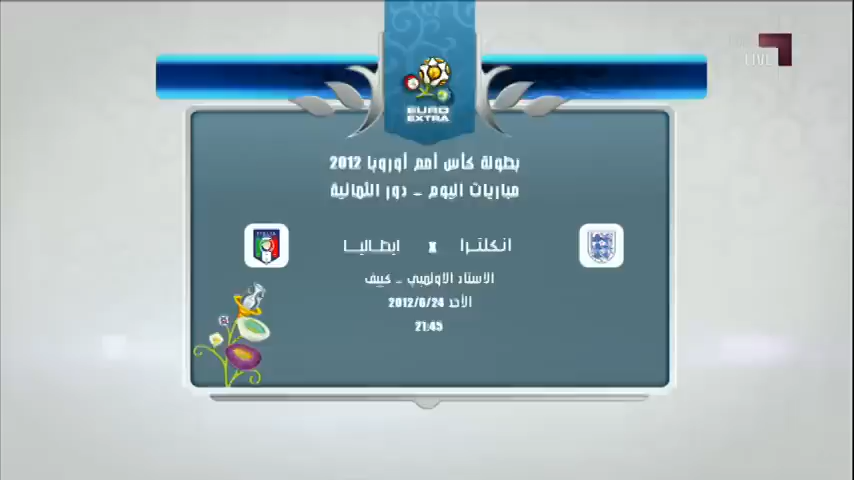 LIVE
EURO
EXTRA
بطولة كأس أمم أوروبا 2012
مباريات اليوم - دور الثمانية
انكلترا x ايطاليا
الاستاد الاولمبي - كييف
الأحد 2012/6/24
21:45